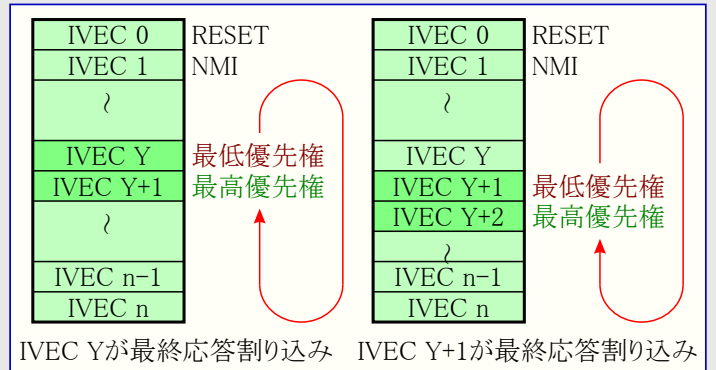 IVEC 0 RESET
IVEC 1 NMI
~
IVEC Y 最低優先権
IVEC Y+1 最高優先権
~
IVEC n-1
IVEC n
IVEC Yが最終応答割り込み
IVEC 0 RESET
IVEC 1 NMI
~
IVEC Y
IVEC Y+1 最低優先権
IVEC Y+2 最高優先権
~
IVEC n-1
IVEC n
IVEC Y+1が最終応答割り込み